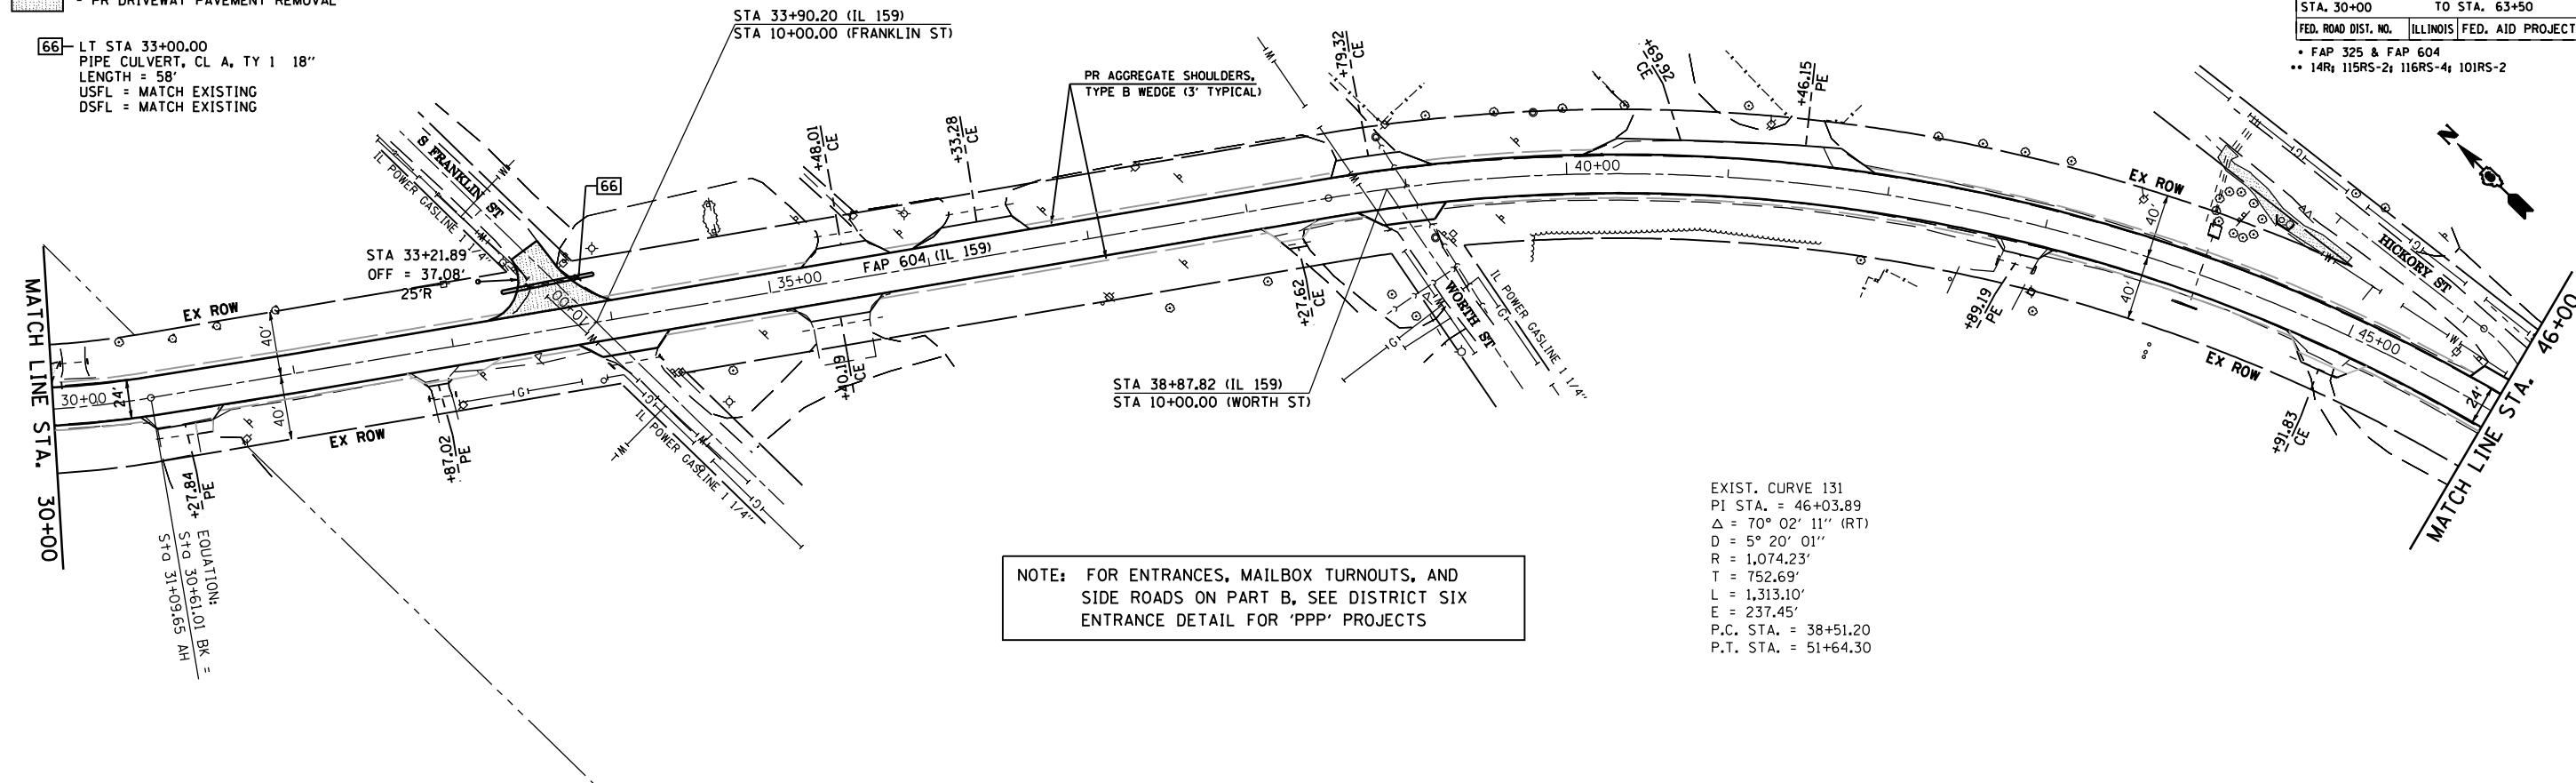 - PR DRIVEWAY PAVEMENT REMOVAL
66 LT STA 33+00.00
PIPE CULVERT, CL A, TY 1 18"
LENGTH = 58'
USFL = MATCH EXISTING
DSFL = MATCH EXISTING
STA 33+90.20 (IL 159)
STA 10+00.00 (FRANKLIN ST)
PR AGGREGATE SHOULDERS,
TYPE B WEDGE (3' TYPICAL)
STA. 30+00 TO STA. 63+50
FED. ROAD DIST. NO. ILLINOIS FED. AID PROJECT
• FAP 325 & FAP 604
•• 14R; 115RS-2; 116RS-4; 101RS-2
N
S FRANKLIN ST
IL POWER GASLINE 1 1/4"
66
+48.01
CE
+33.28
CE
+79.32
CE
+69.92
CE
+46.15
PE
STA 33+21.89
OFF = 37.08'
25'R
10+00
EX ROW
40'
40'
MATCH LINE STA. 30+00
30+00
24'
35+00
FAP 604 (IL 159)
40+00
EX ROW
40'
40'
HICKORY ST
45+00
24'
MATCH LINE STA. 46+00
EX ROW
+27.84
PE
+87.02
PE
+40.19
CE
+27.62
CE
+89.19
PE
+91.83
CE
EX ROW
IL POWER GASLINE 1 1/4"
WORTH ST
IL POWER GASLINE 1 1/4"
STA 38+87.82 (IL 159)
STA 10+00.00 (WORTH ST)
EQUATION:
Sta 30+61.01 BK =
Sta 31+09.65 AH
NOTE: FOR ENTRANCES, MAILBOX TURNOUTS, AND
SIDE ROADS ON PART B, SEE DISTRICT SIX
ENTRANCE DETAIL FOR 'PPP' PROJECTS
EXIST. CURVE 131
PI STA. = 46+03.89
△ = 70° 02' 11" (RT)
D = 5° 20' 01"
R = 1,074.23'
T = 752.69'
L = 1,313.10'
E = 237.45'
P.C. STA. = 38+51.20
P.T. STA. = 51+64.30